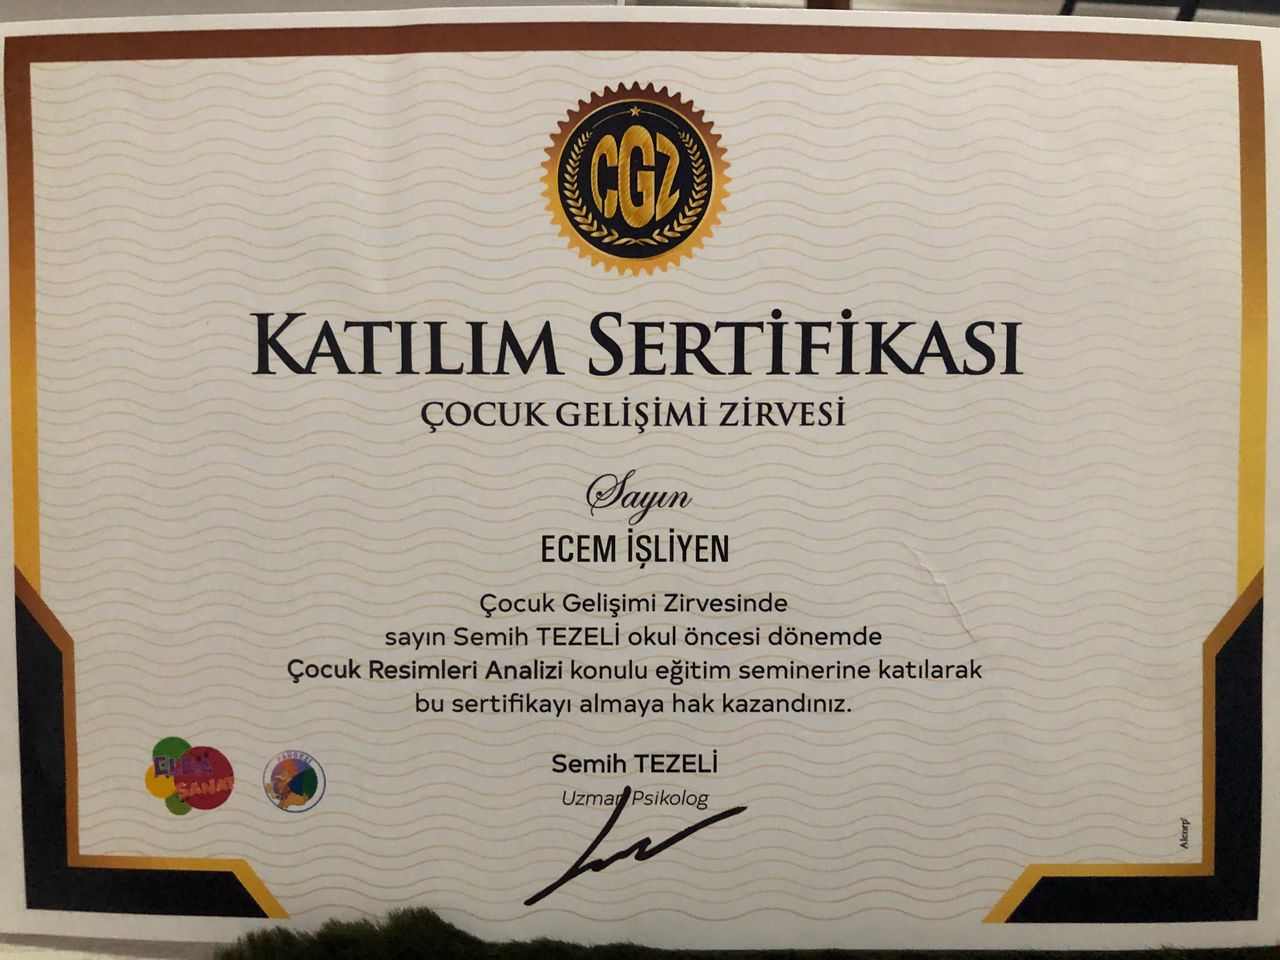 CGZ
KATILIM SERTİFİKASI
ÇOCUK GELİŞİMİ ZİRVESİ
Sayın
ECEM İŞLİYEN
Çocuk Gelişimi Zirvesinde
sayın Semih TEZELİ okul öncesi dönemde
Çocuk Resimleri Analizi konulu eğitim seminerine katılarak
bu sertifikayı almaya hak kazandınız.
Semih TEZELİ
Uzman Psikolog
SANAT
Alcorp